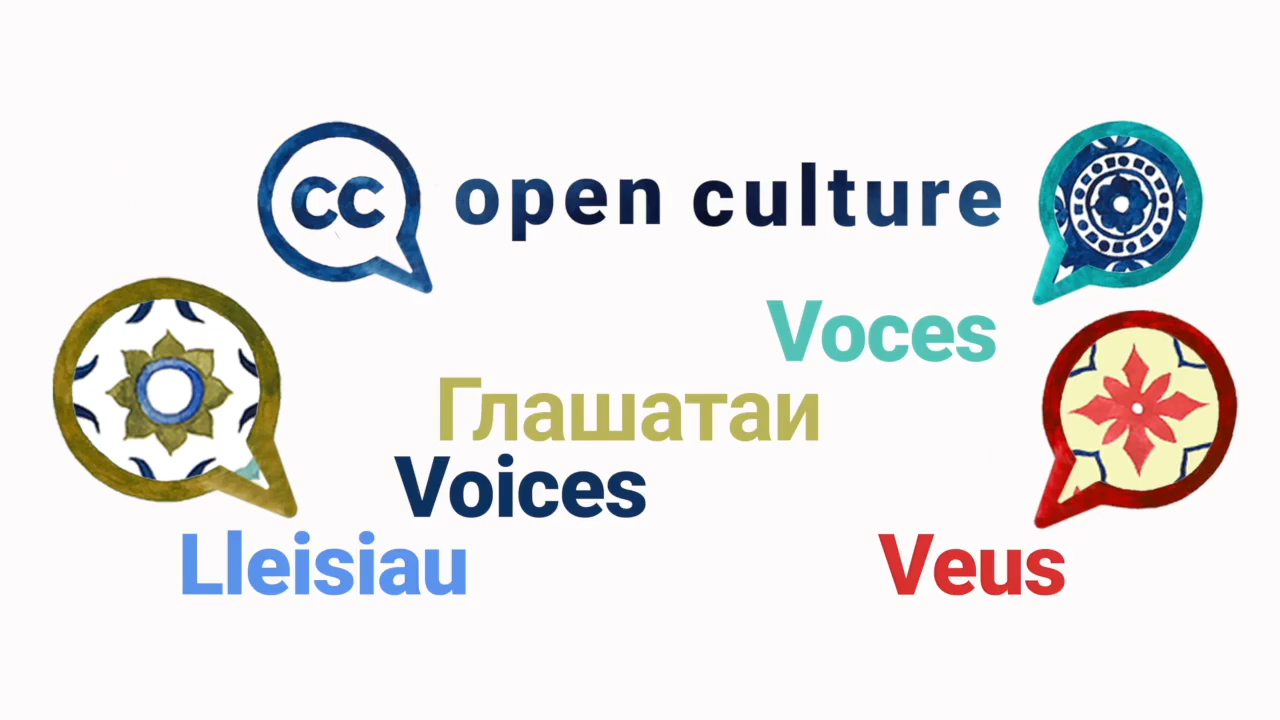 cc open culture
Voces
Глашатаи
Voices
Lleisiau
Veus